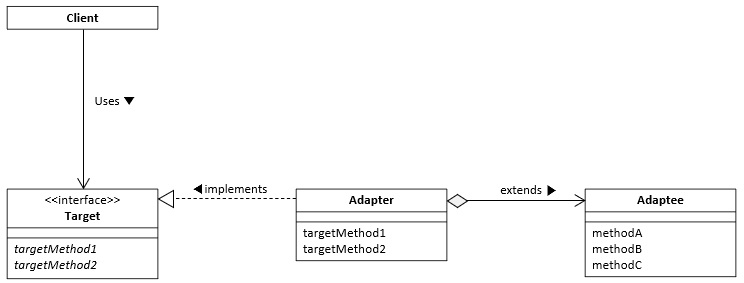 Client
Uses ▼
<<interface>>
Target
targetMethod1
targetMethod2
◀ implements
Adapter
targetMethod1
targetMethod2
extends ▶
Adaptee
methodA
methodB
methodC